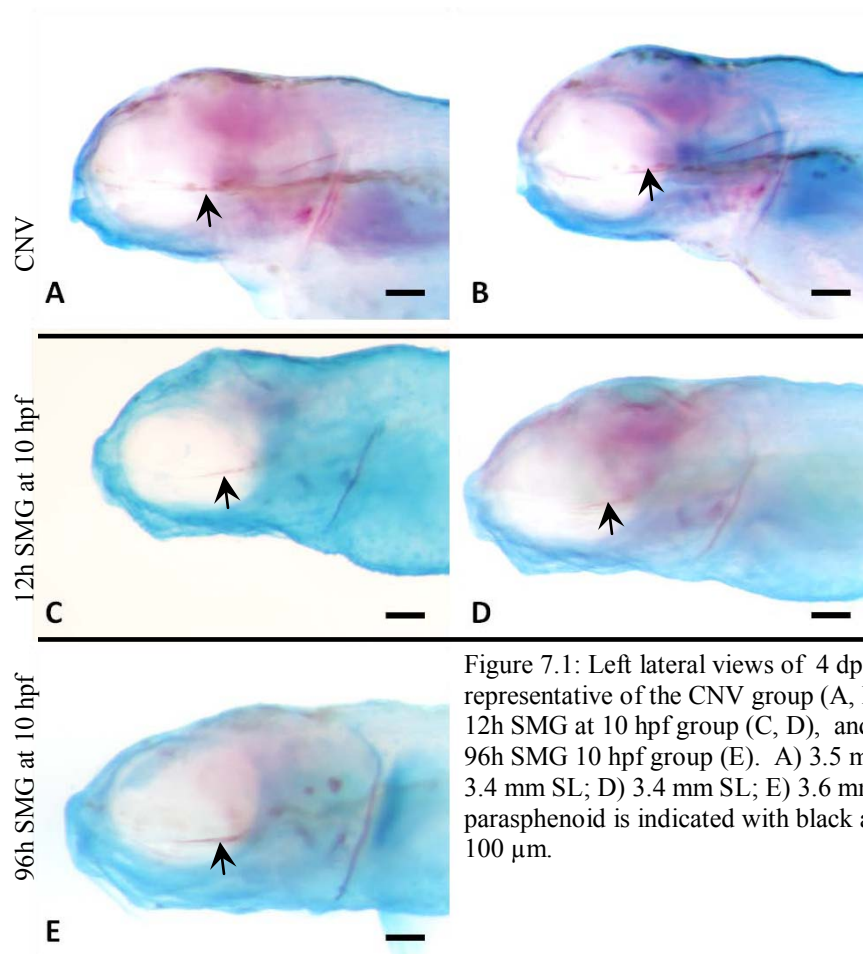 CNV
A
B
12h SMG at 10 hpf
C
D
96h SMG at 10 hpf
E
Figure 7.1: Left lateral views of 4 dp
representative of the CNV group (A,
12h SMG at 10 hpf group (C, D), and
96h SMG 10 hpf group (E). A) 3.5 m
3.4 mm SL; D) 3.4 mm SL; E) 3.6 mm
parasphenoid is indicated with black a
100 µm.